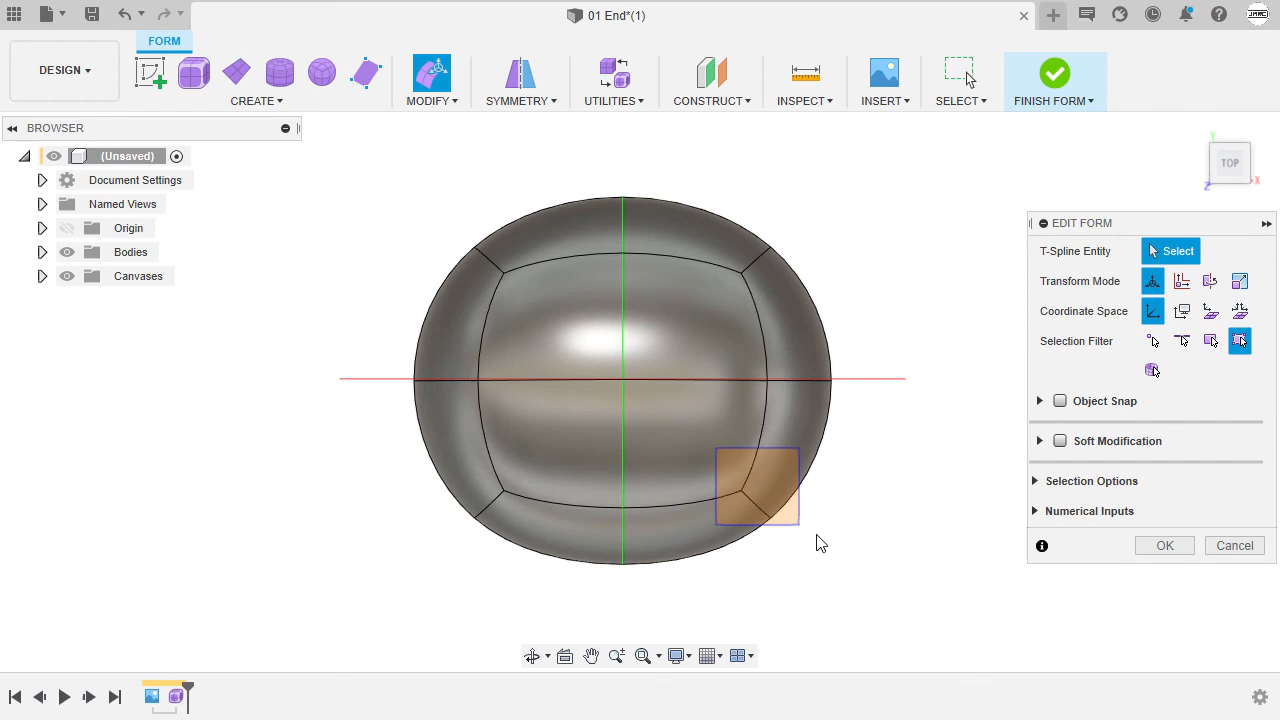 01 End*(1)
JMRC
FORM
DESIGN
CREATE
MODIFY
SYMMETRY
UTILITIES
CONSTRUCT
INSPECT
INSERT
SELECT
FINISH FORM
BROWSER
(Unsaved)
Document Settings
Named Views
Origin
Bodies
Canvases
Y
TOP
Z
X
EDIT FORM
T-Spline Entity
Select
Transform Mode
Coordinate Space
Selection Filter
Object Snap
Soft Modification
Selection Options
Numerical Inputs
OK
Cancel